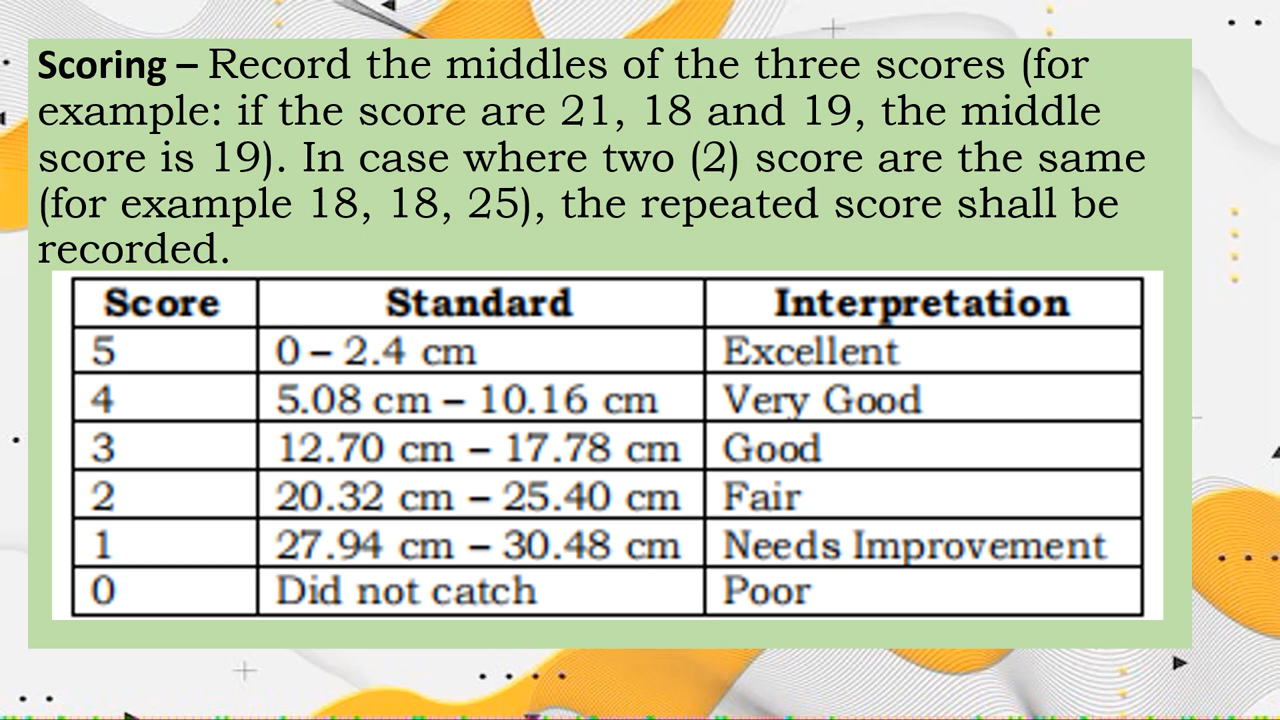 Scoring – Record the middles of the three scores (for
example: if the score are 21, 18 and 19, the middle
score is 19). In case where two (2) score are the same
(for example 18, 18, 25), the repeated score shall be
recorded.
Score Standard Interpretation
5 0 – 2.4 cm Excellent
4 5.08 cm – 10.16 cm Very Good
3 12.70 cm – 17.78 cm Good
2 20.32 cm – 25.40 cm Fair
1 27.94 cm – 30.48 cm Needs Improvement
0 Did not catch Poor